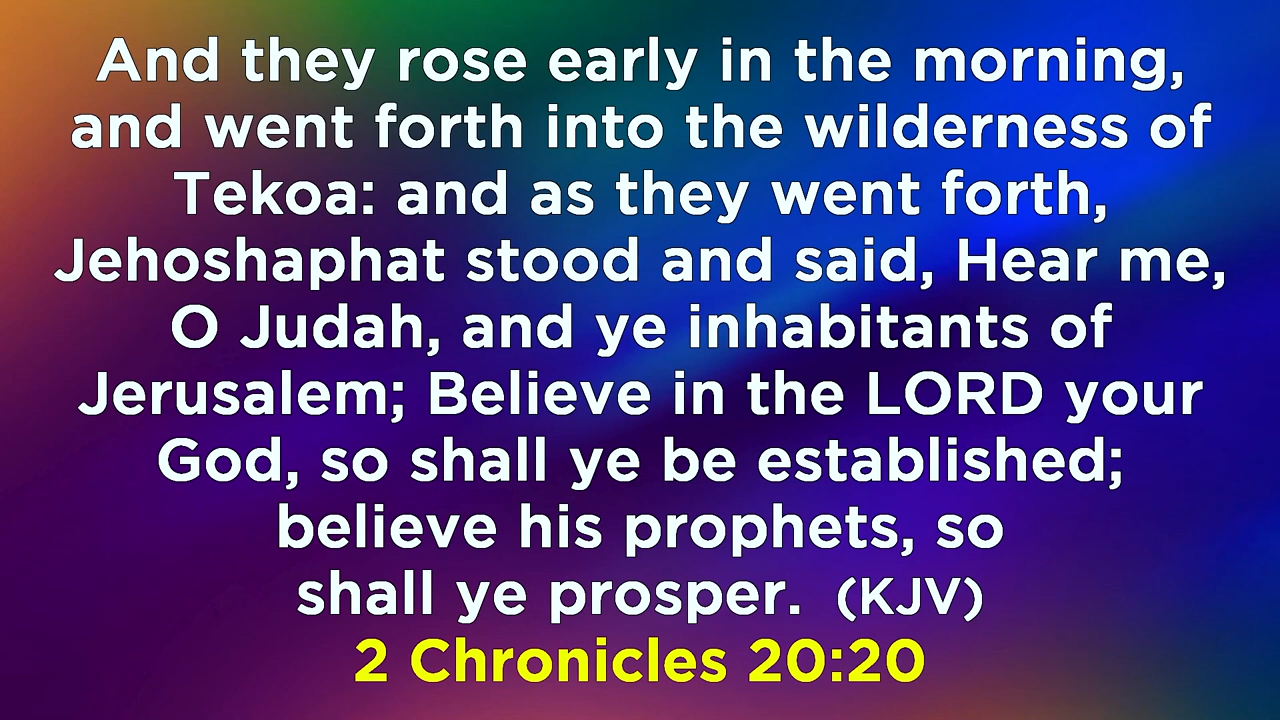 And they rose early in the morning,
and went forth into the wilderness of
Tekoa: and as they went forth,
Jehoshaphat stood and said, Hear me,
O Judah, and ye inhabitants of
Jerusalem; Believe in the LORD your
God, so shall ye be established;
believe his prophets, so
shall ye prosper. (KJV)
2 Chronicles 20:20